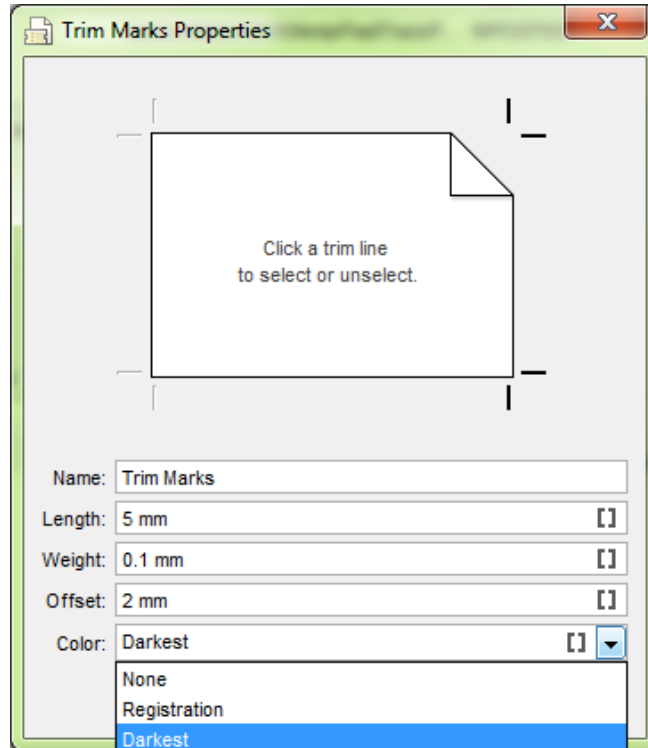 Trim Marks Properties
Click a trim line
to select or unselect.
Name: Trim Marks
Length: 5 mm
Weight: 0.1 mm
Offset: 2 mm
Color: Darkest
None
Registration
Darkest